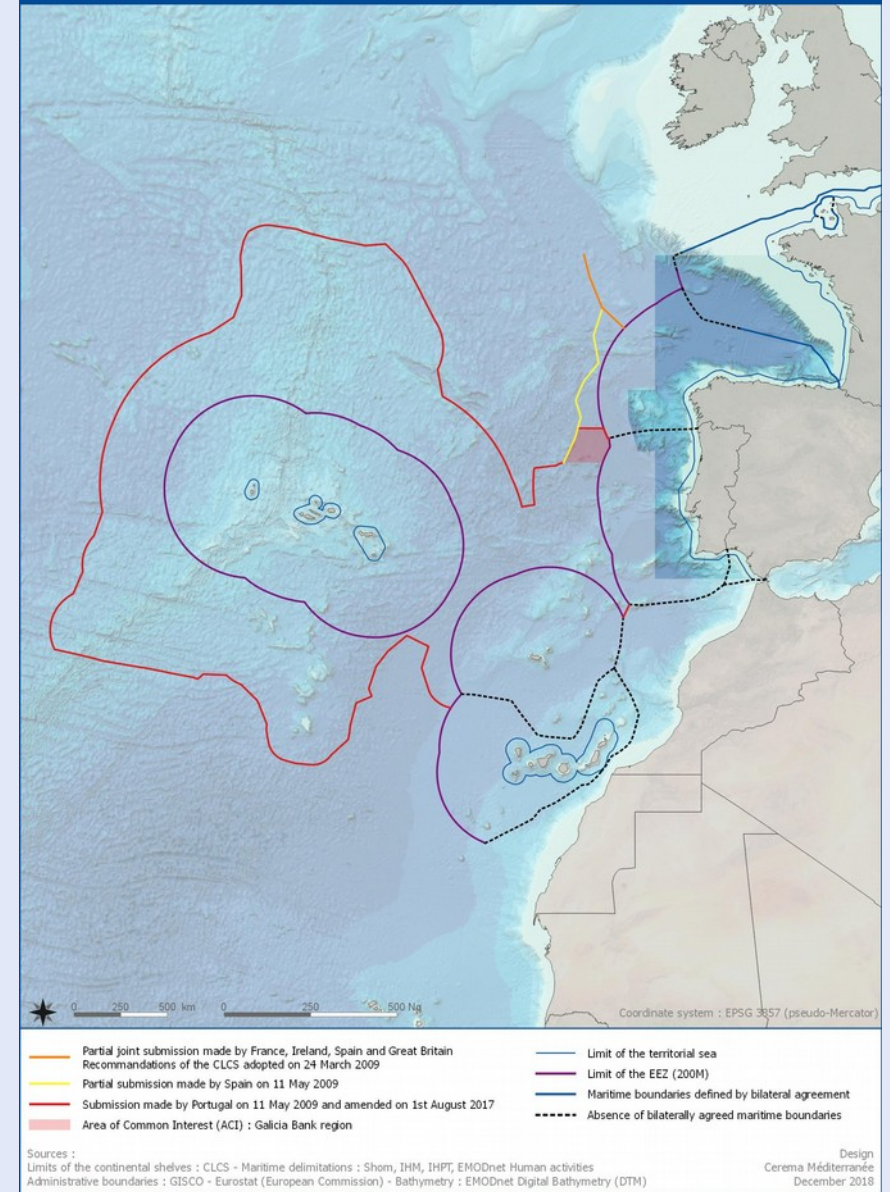 0 250 500 km
0 250 500 Nq
Coordinate system : EPSG 3857 (pseudo-Mercator)
Partial joint submission made by France, Ireland, Spain and Great Britain
Recommandations of the CLCS adopted on 24 March 2009
Partial submission made by Spain on 11 May 2009
Submission made by Portugal on 11 May 2009 and amended on 1st August 2017
Area of Common Interest (ACI) : Galicia Bank region
Limit of the territorial sea
Limit of the EEZ (200M)
Maritime boundaries defined by bilateral agreement
Absence of bilaterally agreed maritime boundaries
Sources :
Limits of the continental shelves : CLCS - Maritime delimitations : Shom, IHM, IHPT, EMODnet Human activities
Administrative boundaries : GISCO - Eurostat (European Commission) - Bathymetry : EMODnet Digital Bathymetry (DTM)
Design
Cerema Méditerranée
December 2018